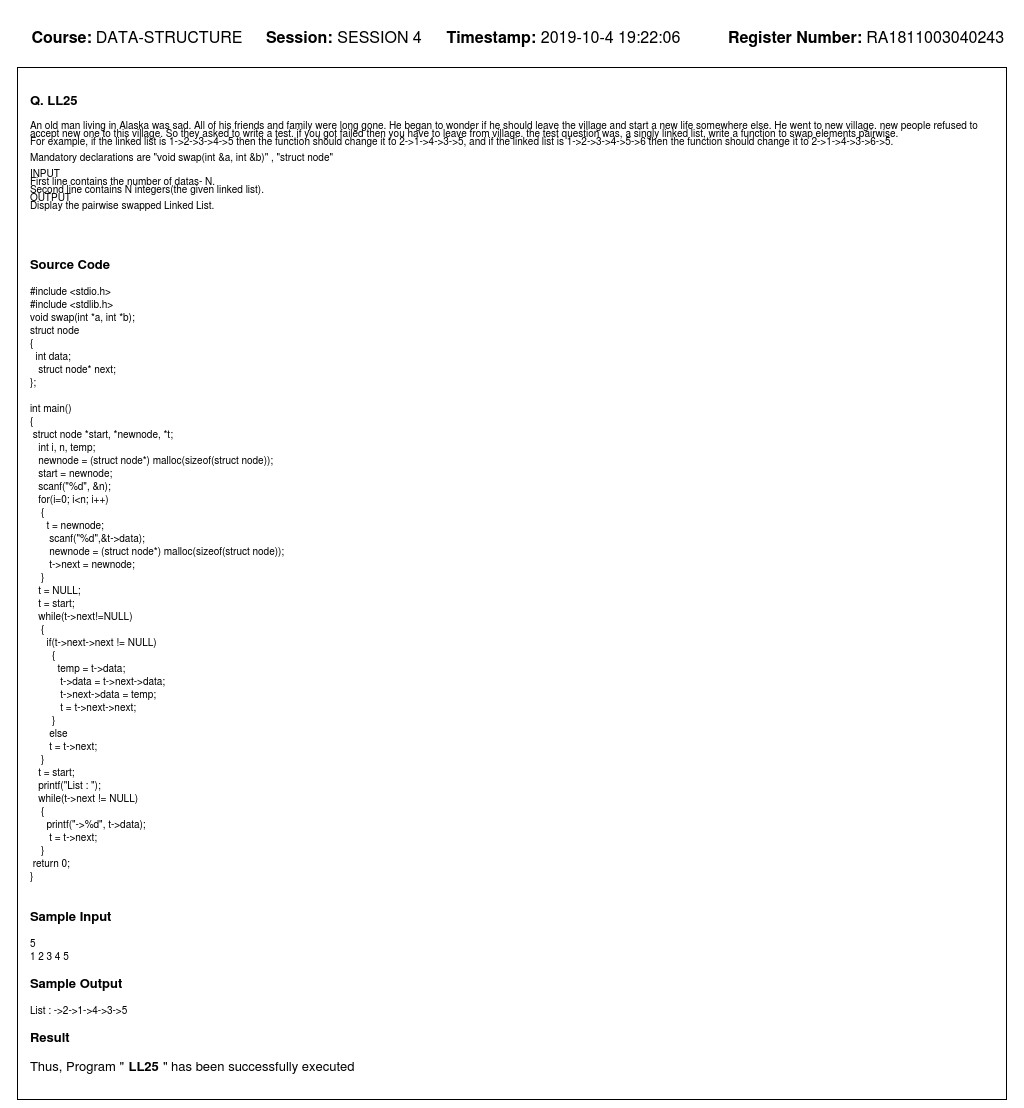 Course: DATA-STRUCTURE Session: SESSION 4 Timestamp: 2019-10-4 19:22:06 Register Number: RA1811003040243
Q. LL25
An old man living in Alaska was sad. All of his friends and family were long gone. He began to wonder if he should leave the village and start a new life somewhere else. He went to new village. new people refused to
accept new one to this village. So they asked to write a test. if you got failed then you have to leave from village. the test question was, a singly linked list, write a function to swap elements pairwise.
For example, if the linked list is 1->2->3->4->5 then the function should change it to 2->1->4->3->5, and if the linked list is 1->2->3->4->5->6 then the function should change it to 2->1->4->3->6->5.
Mandatory declarations are "void swap(int &a, int &b)" , "struct node"
INPUT
First line contains the number of datas- N.
Second line contains N integers(the given linked list).
OUTPUT
Display the pairwise swapped Linked List.
Source Code
#include <stdio.h>
#include <stdlib.h>
void swap(int *a, int *b);
struct node
{
int data;
struct node* next;
};
int main()
{
struct node *start, *newnode, *t;
int i, n, temp;
newnode = (struct node*) malloc(sizeof(struct node));
start = newnode;
scanf("%d", &n);
for(i=0; i<n; i++)
{
t = newnode;
scanf("%d",&t->data);
newnode = (struct node*) malloc(sizeof(struct node));
t->next = newnode;
}
t = NULL;
t = start;
while(t->next!=NULL)
{
if(t->next->next != NULL)
{
temp = t->data;
t->data = t->next->data;
t->next->data = temp;
t = t->next->next;
}
else
t = t->next;
}
t = start;
printf("List : ");
while(t->next != NULL)
{
printf("->%d", t->data);
t = t->next;
}
return 0;
}
Sample Input
5
1 2 3 4 5
Sample Output
List : ->2->1->4->3->5
Result
Thus, Program " LL25 " has been successfully executed